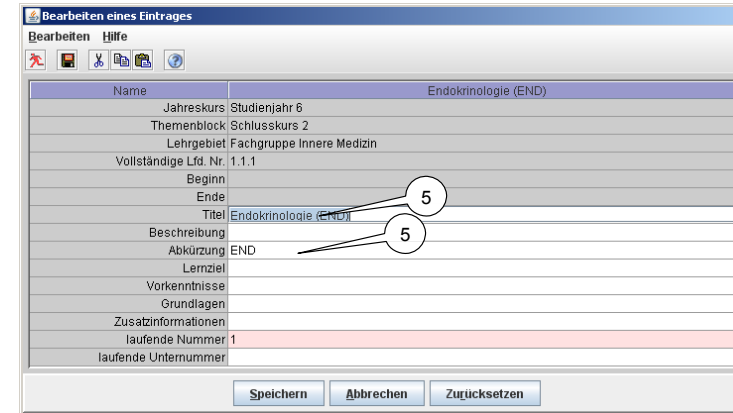 Bearbeiten eines Eintrages
Bearbeiten Hilfe
Name Endokrinologie (END)
Jahreskurs Studienjahr 6
Themenblock Schlusskurs 2
Lehrgebiet Fachgruppe Innere Medizin
Vollständige Lfd. Nr. 1.1.1
Beginn
Ende
5
Titel Endokrinologie (END)
Beschreibung
5
Abkürzung END
Lernziel
Vorkenntnisse
Grundlagen
Zusatzinformationen
laufende Nummer 1
laufende Unternummer
Speichern Abbrechen Zurücksetzen